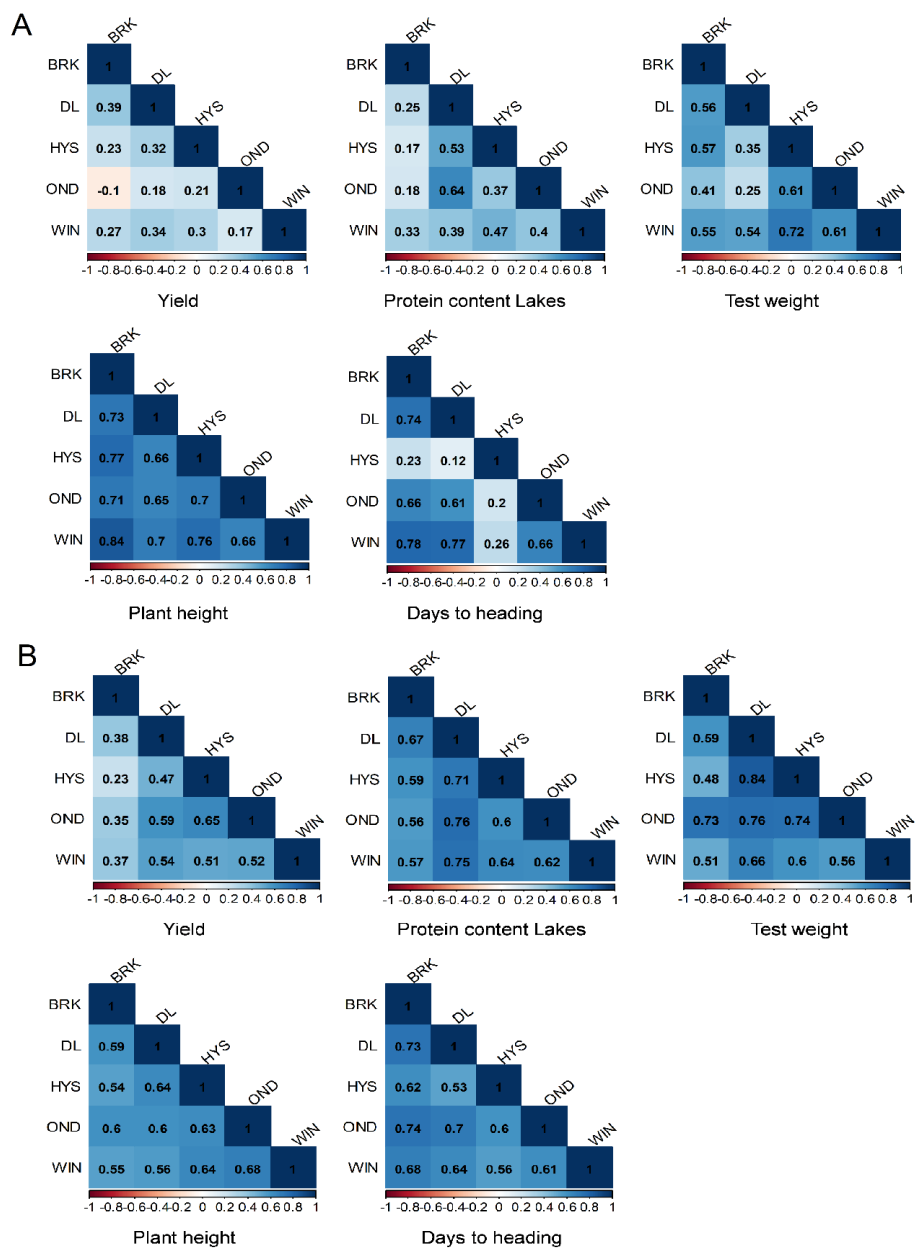 A
BRK
BRK 1
DL
DL 0.39 1
HYS
HYS 0.23 0.32 1
OND
OND -0.1 0.18 0.21 1
WIN
WIN 0.27 0.34 0.3 0.17 1
-1 -0.8 -0.6 -0.4 -0.2 0 0.2 0.4 0.6 0.8 1
Yield
BRK
BRK 1
DL
DL 0.25 1
HYS
HYS 0.17 0.53 1
OND
OND 0.18 0.64 0.37 1
WIN
WIN 0.33 0.39 0.47 0.4 1
-1 -0.8 -0.6 -0.4 -0.2 0 0.2 0.4 0.6 0.8 1
Protein content Lakes
BRK
BRK 1
DL
DL 0.56 1
HYS
HYS 0.57 0.35 1
OND
OND 0.41 0.25 0.61 1
WIN
WIN 0.55 0.54 0.72 0.61 1
-1 -0.8 -0.6 -0.4 -0.2 0 0.2 0.4 0.6 0.8 1
Test weight
BRK
BRK 1
DL
DL 0.73 1
HYS
HYS 0.77 0.66 1
OND
OND 0.71 0.65 0.7 1
WIN
WIN 0.84 0.7 0.76 0.66 1
-1 -0.8 -0.6 -0.4 -0.2 0 0.2 0.4 0.6 0.8 1
Plant height
BRK
BRK 1
DL
DL 0.74 1
HYS
HYS 0.23 0.12 1
OND
OND 0.66 0.61 0.2 1
WIN
WIN 0.78 0.77 0.26 0.66 1
-1 -0.8 -0.6 -0.4 -0.2 0 0.2 0.4 0.6 0.8 1
Days to heading
B
BRK
BRK 1
DL
DL 0.38 1
HYS
HYS 0.23 0.47 1
OND
OND 0.35 0.59 0.65 1
WIN
WIN 0.37 0.54 0.51 0.52 1
-1 -0.8 -0.6 -0.4 -0.2 0 0.2 0.4 0.6 0.8 1
Yield
BRK
BRK 1
DL
DL 0.67 1
HYS
HYS 0.59 0.71 1
OND
OND 0.56 0.76 0.6 1
WIN
WIN 0.57 0.75 0.64 0.62 1
-1 -0.8 -0.6 -0.4 -0.2 0 0.2 0.4 0.6 0.8 1
Protein content Lakes
BRK
BRK 1
DL
DL 0.59 1
HYS
HYS 0.48 0.84 1
OND
OND 0.73 0.76 0.74 1
WIN
WIN 0.51 0.66 0.6 0.56 1
-1 -0.8 -0.6 -0.4 -0.2 0 0.2 0.4 0.6 0.8 1
Test weight
BRK
BRK 1
DL
DL 0.59 1
HYS
HYS 0.54 0.64 1
OND
OND 0.6 0.6 0.63 1
WIN
WIN 0.55 0.56 0.64 0.68 1
-1 -0.8 -0.6 -0.4 -0.2 0 0.2 0.4 0.6 0.8 1
Plant height
BRK
BRK 1
DL
DL 0.73 1
HYS
HYS 0.62 0.53 1
OND
OND 0.74 0.7 0.6 1
WIN
WIN 0.68 0.64 0.56 0.61 1
-1 -0.8 -0.6 -0.4 -0.2 0 0.2 0.4 0.6 0.8 1
Days to heading